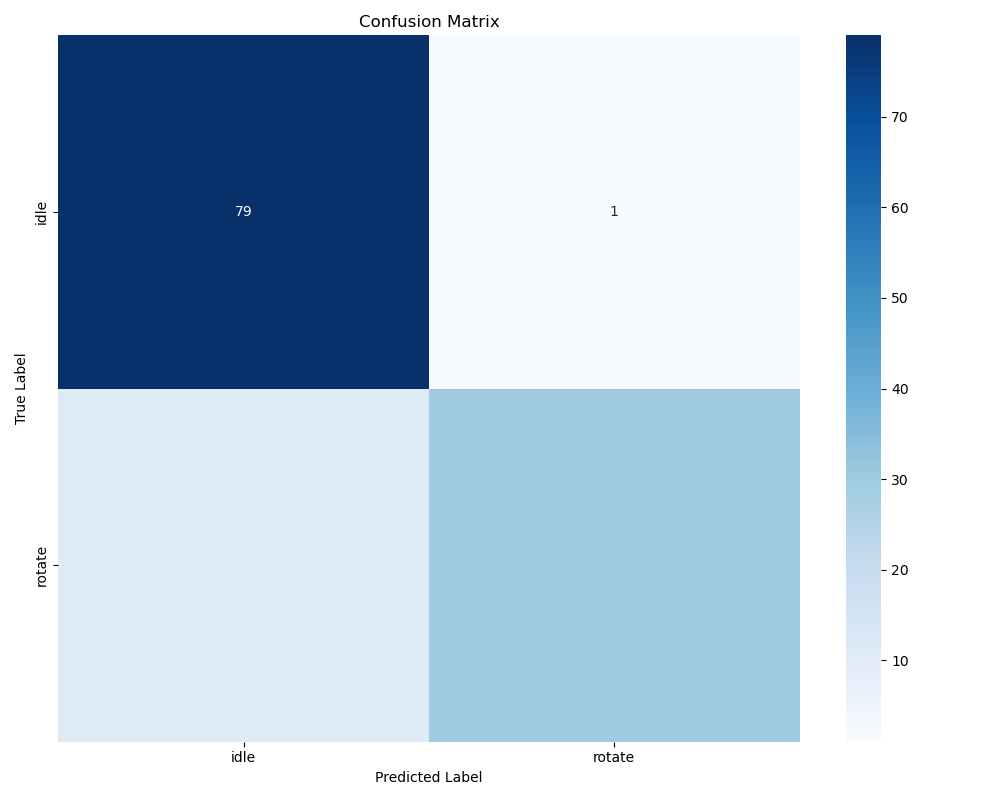 Confusion Matrix
True Label
idle
rotate
79
1
idle
rotate
Predicted Label
70
60
50
40
30
20
10